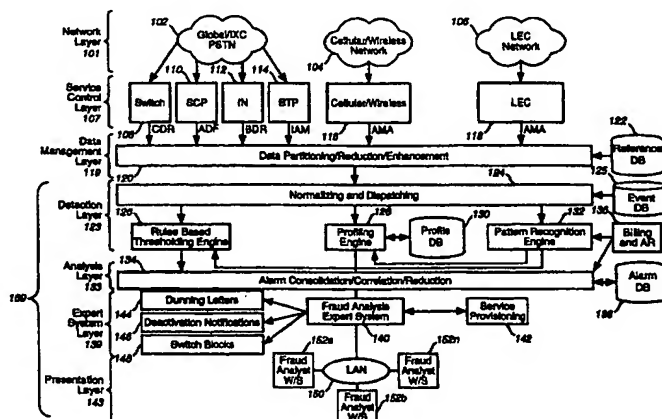 Network
Layer
101
102
Global/IXC
PSTN
Cellular/Wireless
Network
104
106
LEC
Network
Service
Control
Layer
107
110
112
114
Switch
SCP
IN
STP
Cellular/Wireless
LEC
108
116
118
CDR
ADF
BDR
IAM
AMA
AMA
Data
Management
Layer
119
120
Data Partitioning/Reduction/Enhancement
122
Reference
DB
124
Normalizing and Dispatching
125
Event
DB
Detection
Layer
123
126
Rules Based
Thresholding Engine
Profiling
Engine
130
Profile
DB
132
Pattern Recognition
Engine
Billing
and AR
Analysis
Layer
133
134
Alarm Consolidation/Correlation/Reduction
Alarm
DB
138
Expert
System
Layer
139
144
Dunning Letters
146
Deactivation Notifications
148
Switch Blocks
Fraud Analysis
Expert System
140
Service
Provisioning
142
Presentation
Layer
143
152a
Fraud
Analyst
W/S
LAN
150
152n
Fraud
Analyst
W/S
Fraud
Analyst
W/S
152b